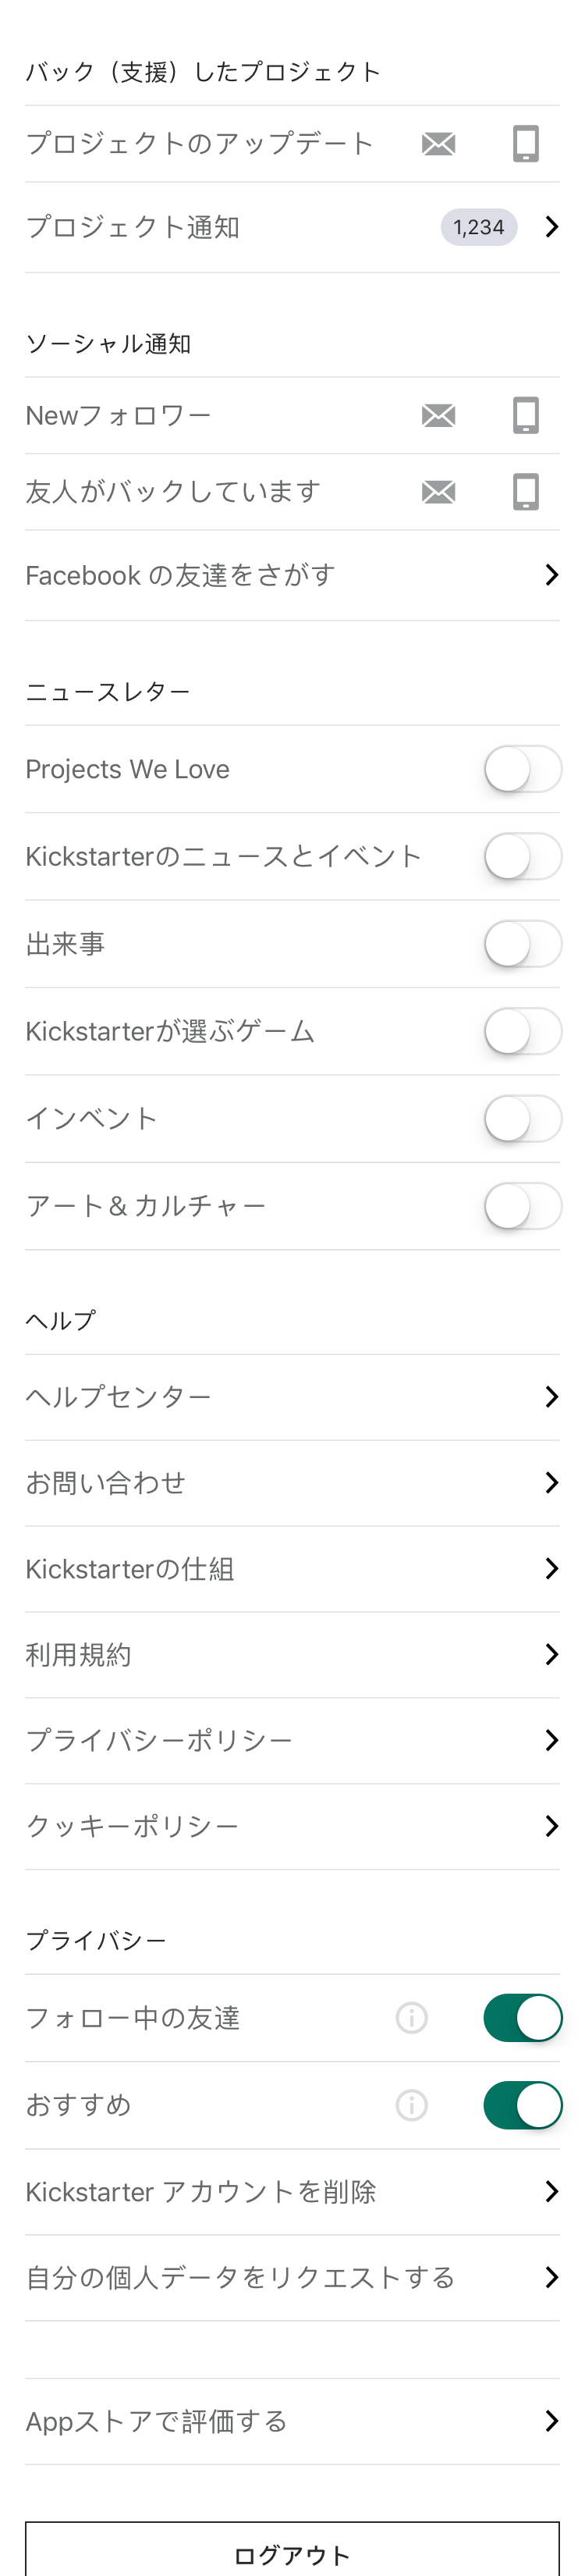 バック（支援）したプロジェクト
プロジェクトのアップデート
プロジェクト通知 1,234
ソーシャル通知
Newフォロワー
友人がバックしています
Facebook の友達をさがす
ニュースレター
Projects We Love
Kickstarterのニュースとイベント
出来事
Kickstarterが選ぶゲーム
インベント
アート& カルチャー
ヘルプ
ヘルプセンター
お問い合わせ
Kickstarterの仕組
利用規約
プライバシーポリシー
クッキーポリシー
プライバシー
フォロー中の友達
おすすめ
Kickstarter アカウントを削除
自分の個人データをリクエストする
Appストアで評価する
ログアウト